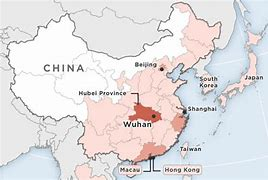 Beijing
CHINA
South
Korea
Japan
Hubei Province
Shanghai
Wuhan
Taiwan
Macau
Hong Kong